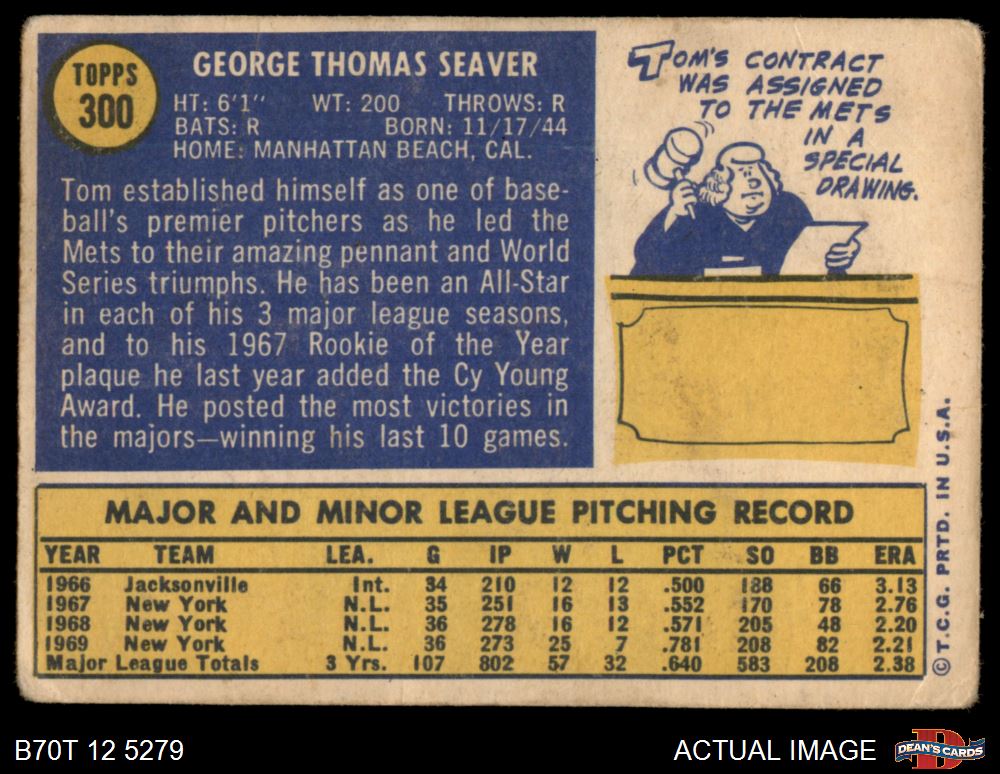 TOPPS
300
GEORGE THOMAS SEAVER
HT: 6'1" WT: 200 THROWS: R
BATS: R BORN: 11/17/44
HOME: MANHATTAN BEACH, CAL.
Tom established himself as one of base-
ball's premier pitchers as he led the
Mets to their amazing pennant and World
Series triumphs. He has been an All-Star
in each of his 3 major league seasons,
and to his 1967 Rookie of the Year
plaque he last year added the Cy Young
Award. He posted the most victories in
the majors—winning his last 10 games.
TOM'S CONTRACT
WAS ASSIGNED
TO THE METS
IN A
SPECIAL
DRAWING.
MAJOR AND MINOR LEAGUE PITCHING RECORD
YEAR TEAM LEA. G IP W L PCT SO BB ERA
1966 Jacksonville Int. 34 210 12 12 .500 188 66 3.13
1967 New York N.L. 35 251 16 13 .552 170 78 2.76
1968 New York N.L. 36 278 16 12 .571 205 48 2.20
1969 New York N.L. 36 273 25 7 .781 208 82 2.21
Major League Totals 3 Yrs. 107 802 57 32 .640 583 208 2.38
© T.C.G. PRTD. IN U.S.A.
B70T 12 5279
ACTUAL IMAGE
DEAN'S CARDS